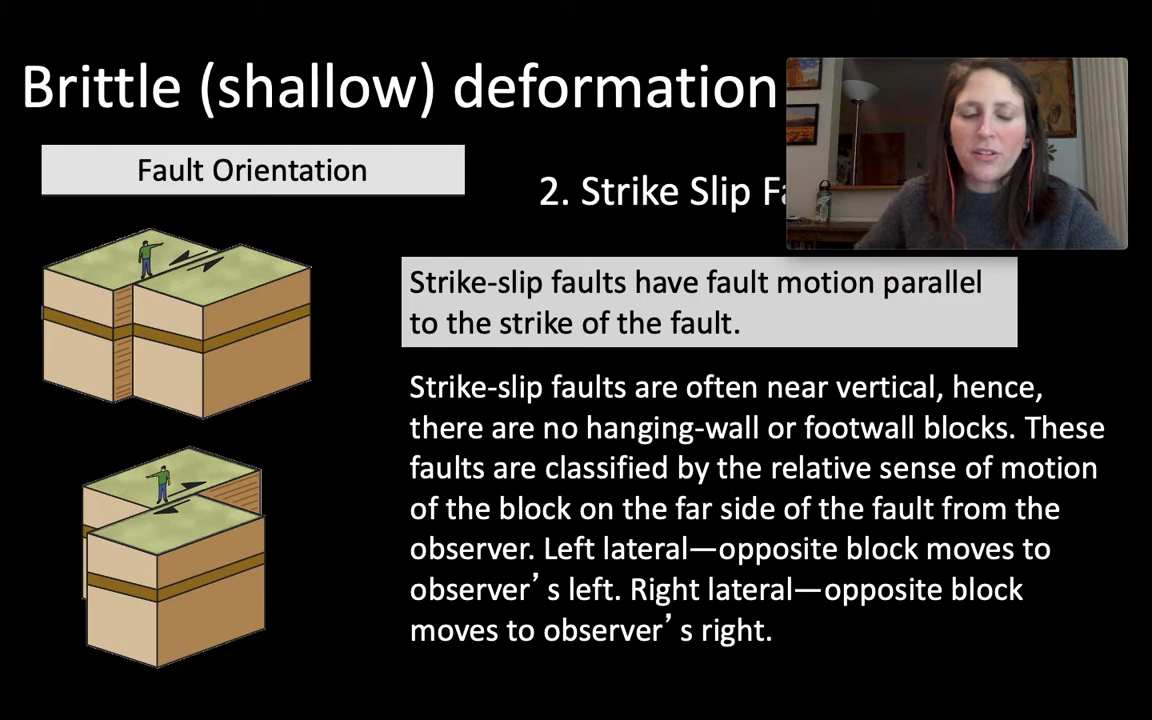 Brittle (shallow) deformation
Fault Orientation
2. Strike Slip
Strike-slip faults have fault motion parallel
to the strike of the fault.
Strike-slip faults are often near vertical, hence,
there are no hanging-wall or footwall blocks. These
faults are classified by the relative sense of motion
of the block on the far side of the fault from the
observer. Left lateral—opposite block moves to
observer’s left. Right lateral—opposite block
moves to observer’s right.